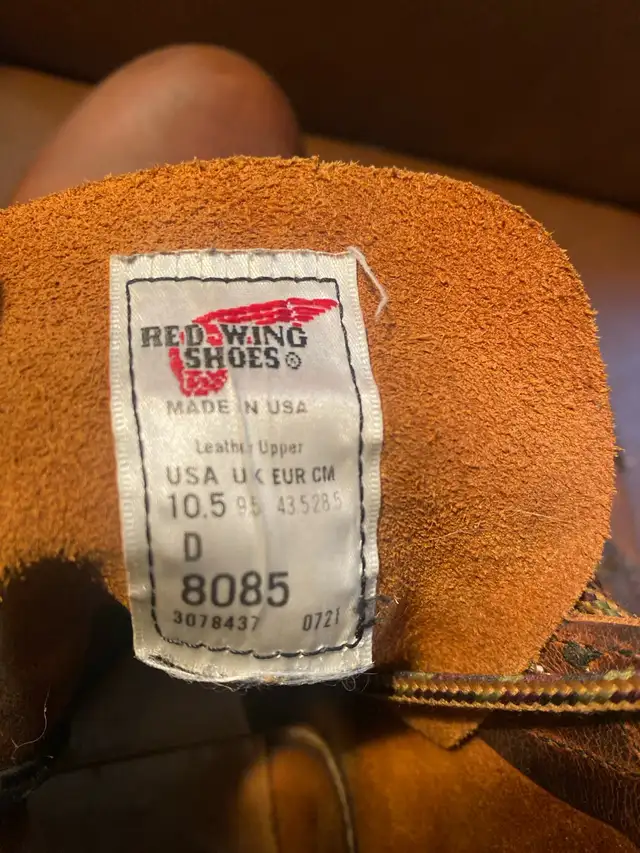 RED WING
SHOES®
MADE IN USA
Leather Upper
USA UK EUR CM
10.5 9.5 43.5 28.5
D
8085
3078437 0721